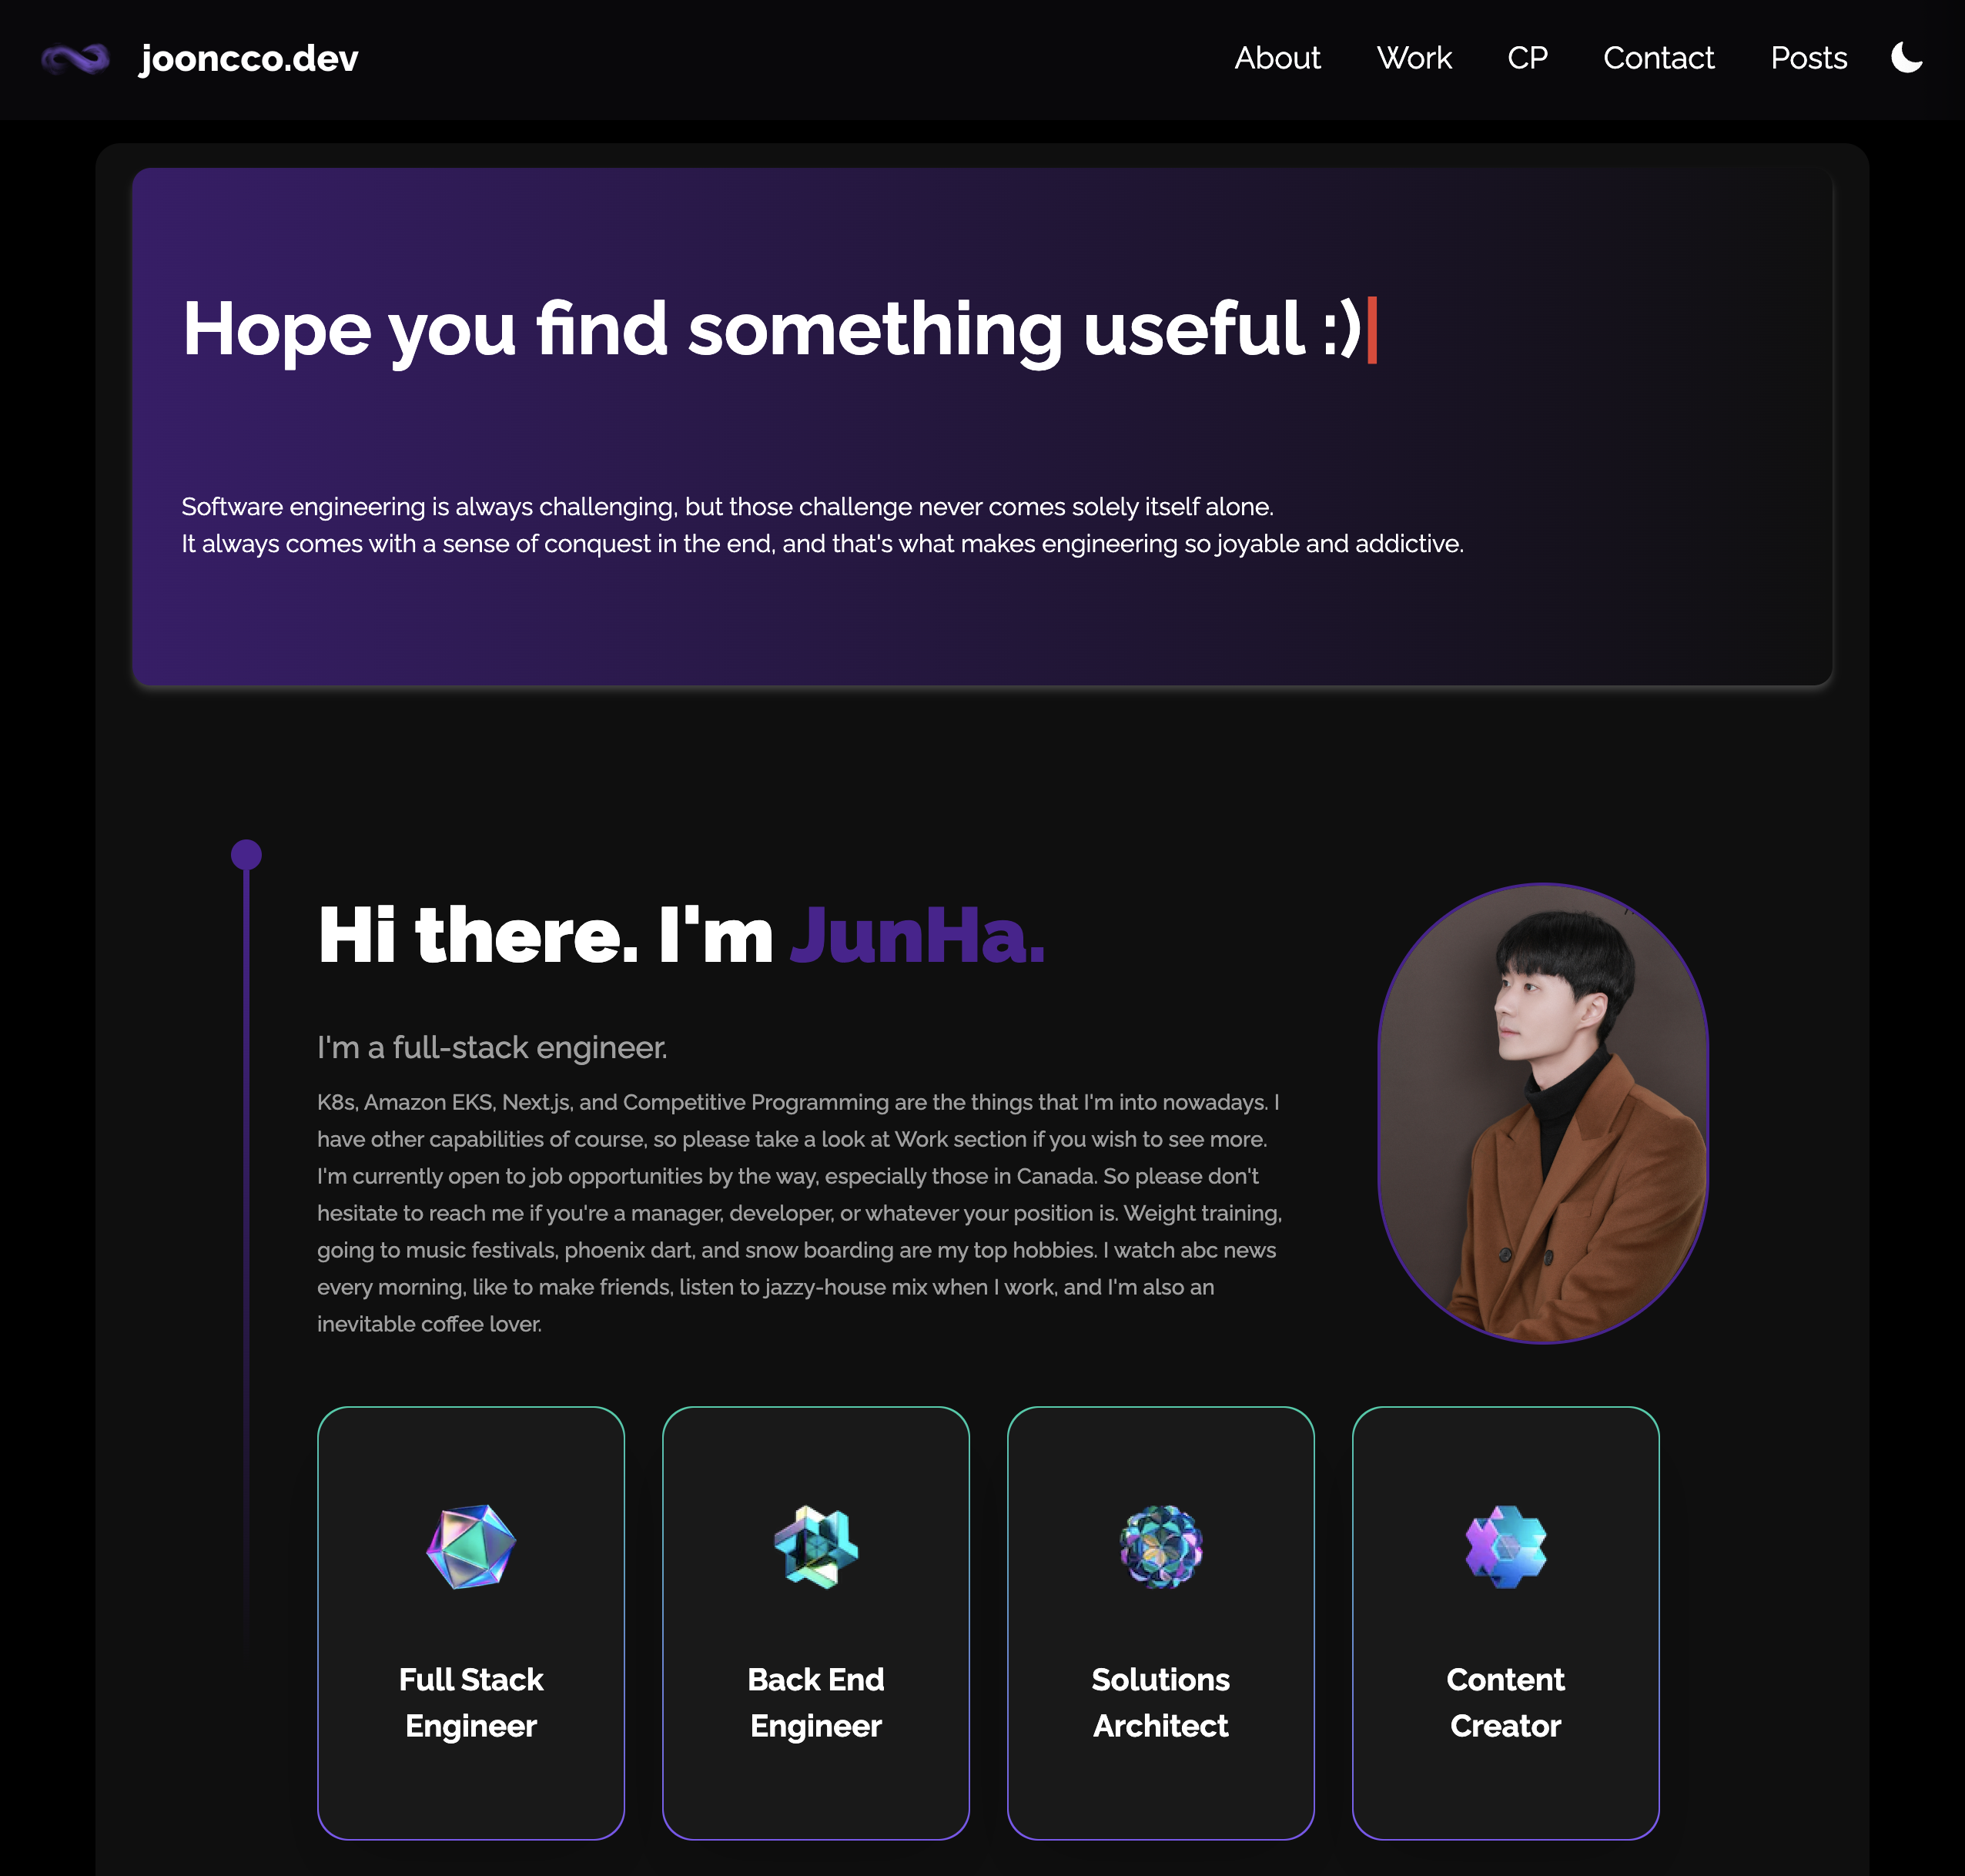 jooncco.dev
About Work CP Contact Posts
Hope you find something useful :)
Software engineering is always challenging, but those challenge never comes solely itself alone.
It always comes with a sense of conquest in the end, and that's what makes engineering so joyable and addictive.
Hi there. I'm JunHa.
I'm a full-stack engineer.
K8s, Amazon EKS, Next.js, and Competitive Programming are the things that I'm into nowadays. I
have other capabilities of course, so please take a look at Work section if you wish to see more.
I'm currently open to job opportunities by the way, especially those in Canada. So please don't
hesitate to reach me if you're a manager, developer, or whatever your position is. Weight training,
going to music festivals, phoenix dart, and snow boarding are my top hobbies. I watch abc news
every morning, like to make friends, listen to jazzy-house mix when I work, and I'm also an
inevitable coffee lover.
Full Stack
Engineer
Back End
Engineer
Solutions
Architect
Content
Creator